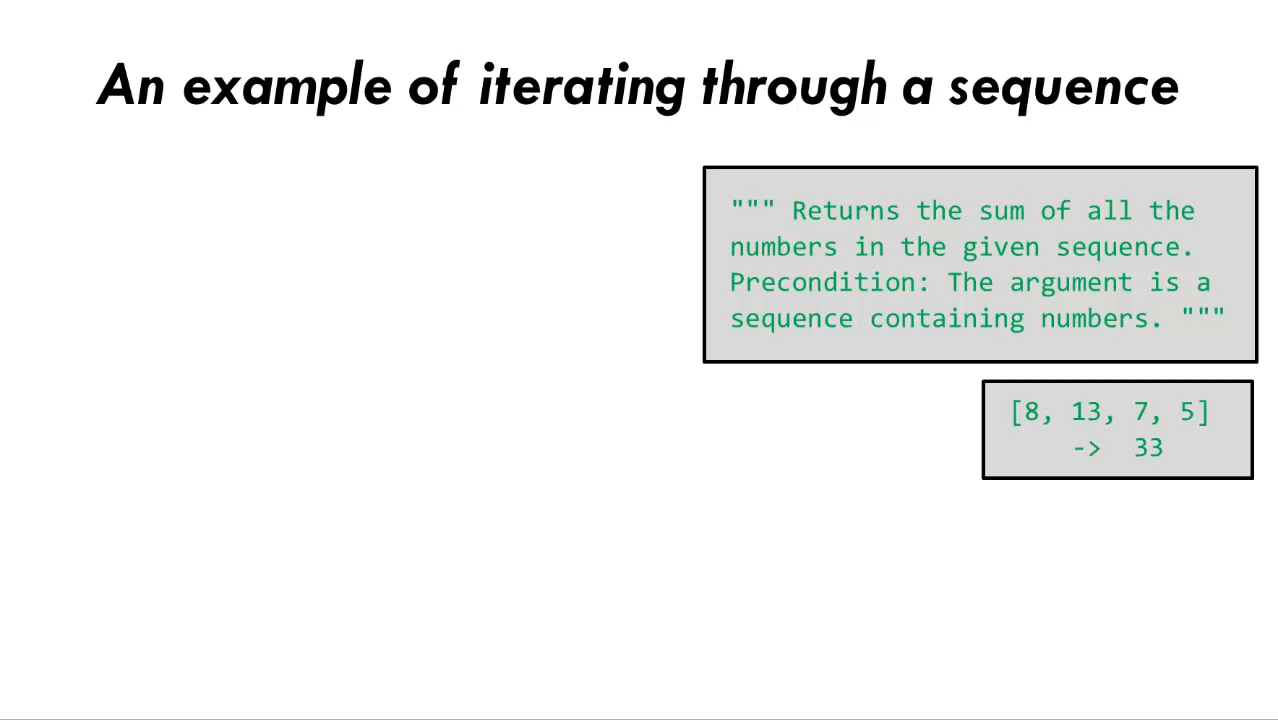 An example of iterating through a sequence
""" Returns the sum of all the
numbers in the given sequence.
Precondition: The argument is a
sequence containing numbers. """
[8, 13, 7, 5]
-> 33